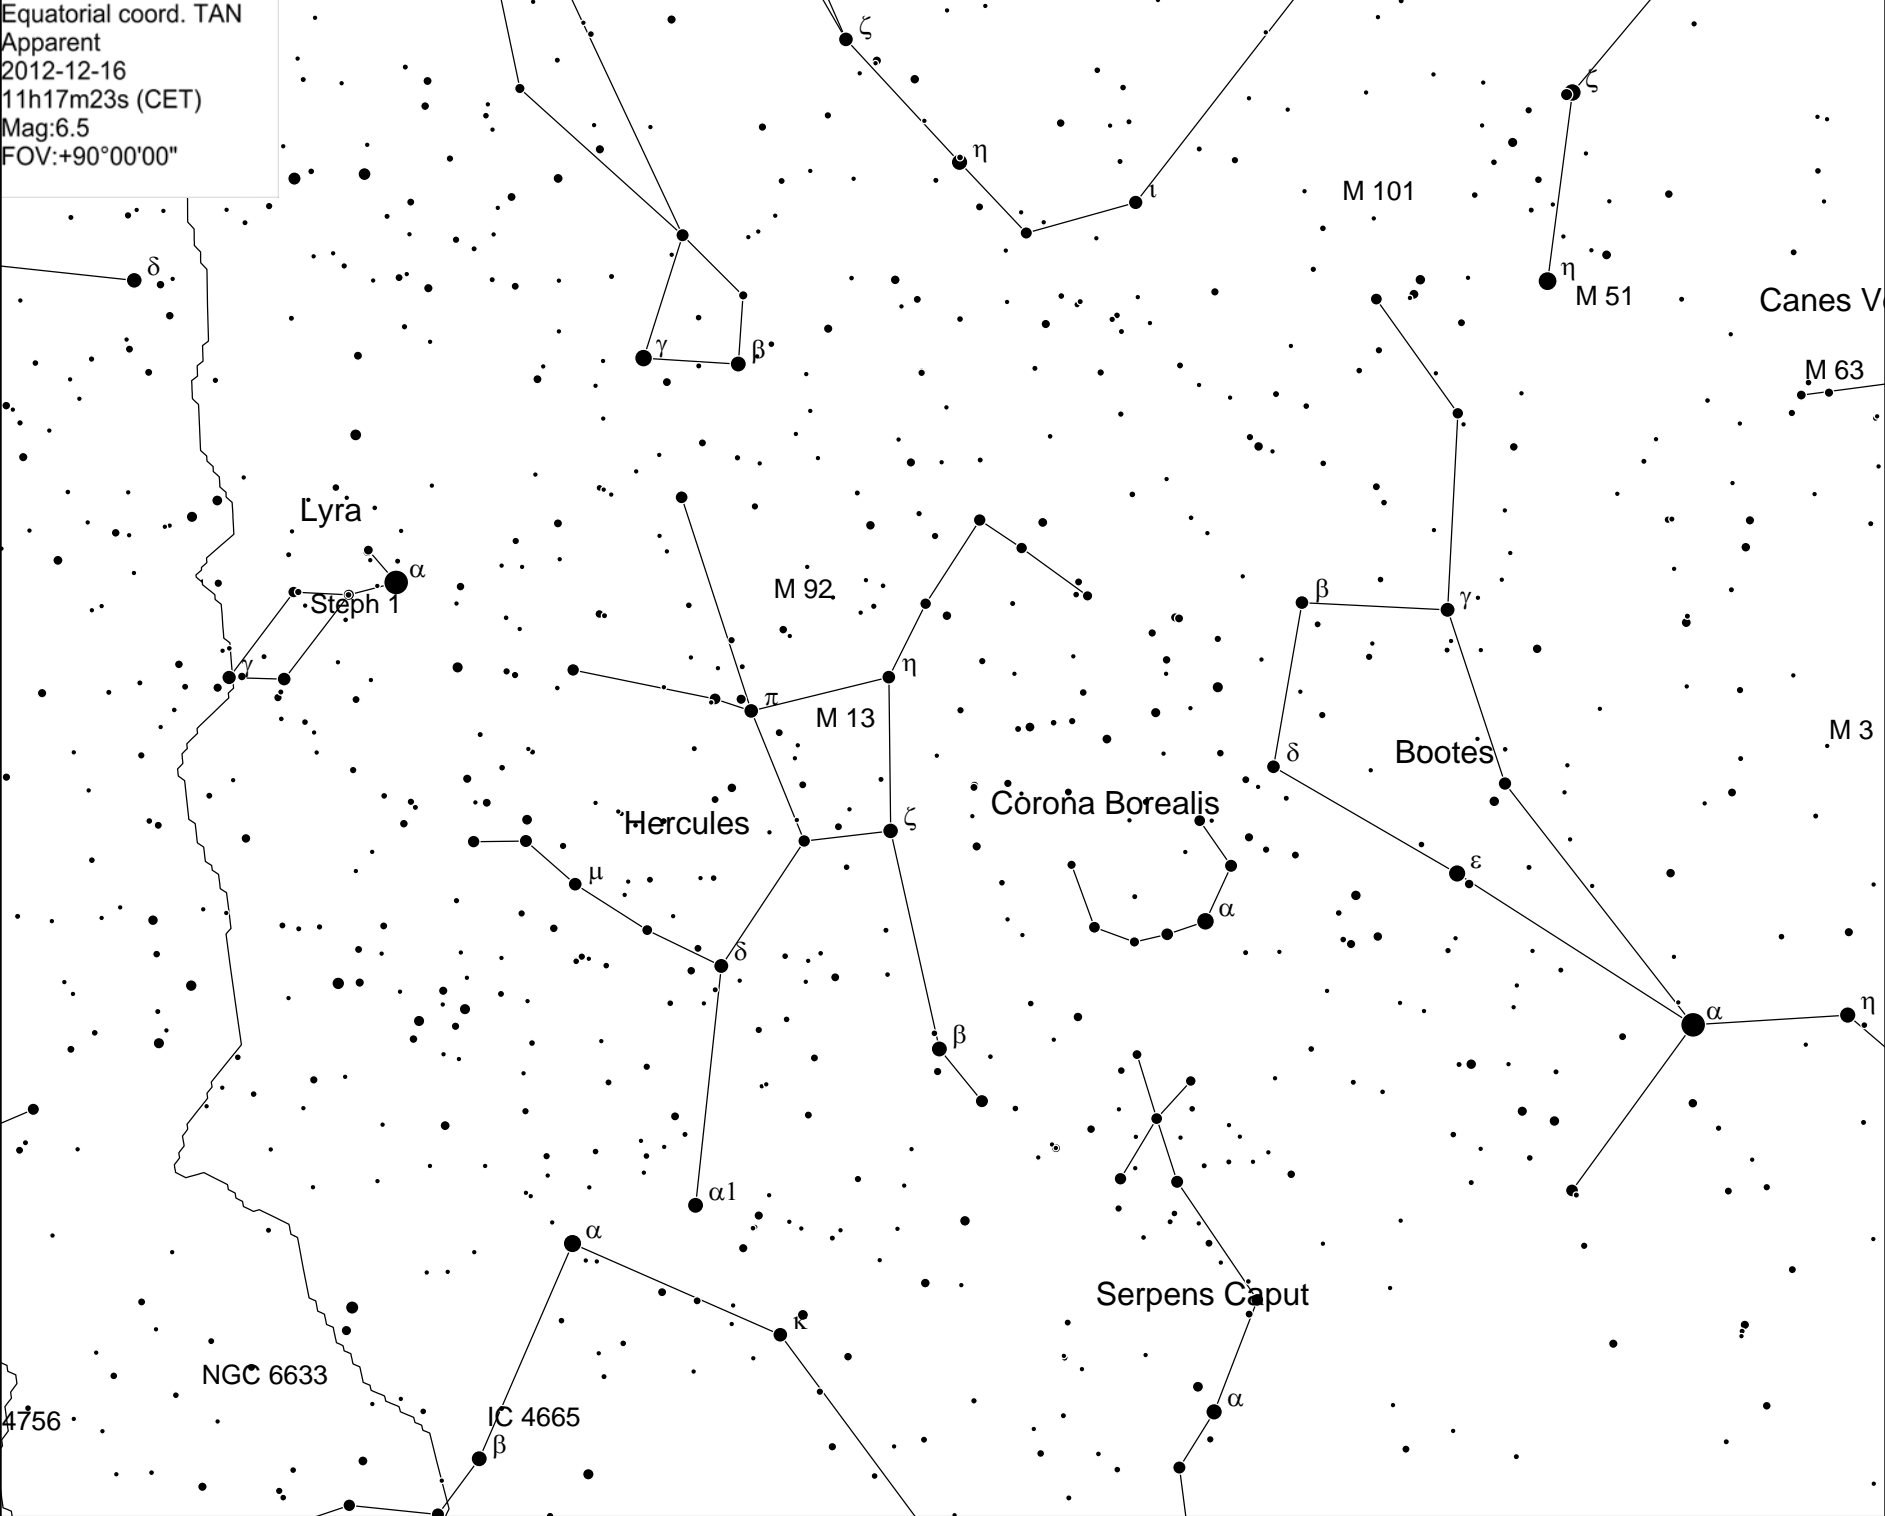 Equatorial coord. TAN
Apparent
2012-12-16
11h17m23s (CET)
Mag:6.5
FOV:+90°00'00"
ζ
ζ
η
ι
M 101
δ
η
M 51
Canes V
γ
β
M 63
Lyra
α
Steph 1
M 92
β
γ
γ
η
π
M 13
M 3
δ
Bootes
Corona Borealis
ζ
Hercules
μ
ε
α
δ
η
α
β
α1
α
Serpens Caput
κ
NGC 6633
α
4756
IC 4665
β